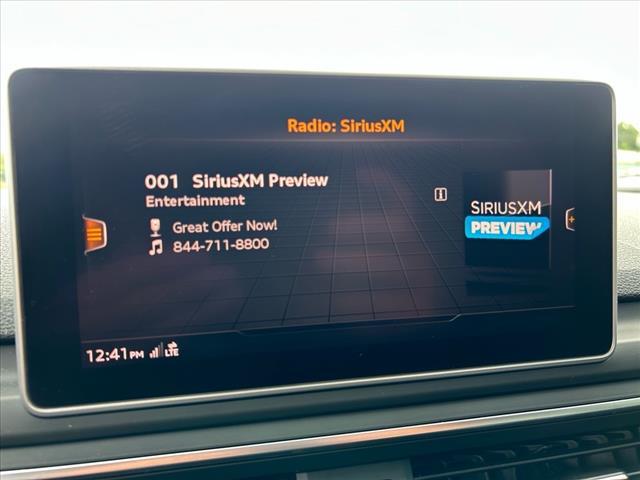 Radio: SiriusXM
001 SiriusXM Preview
Entertainment
Great Offer Now!
844-711-8800
SIRIUSXM
PREVIEW
12:41PM LTE